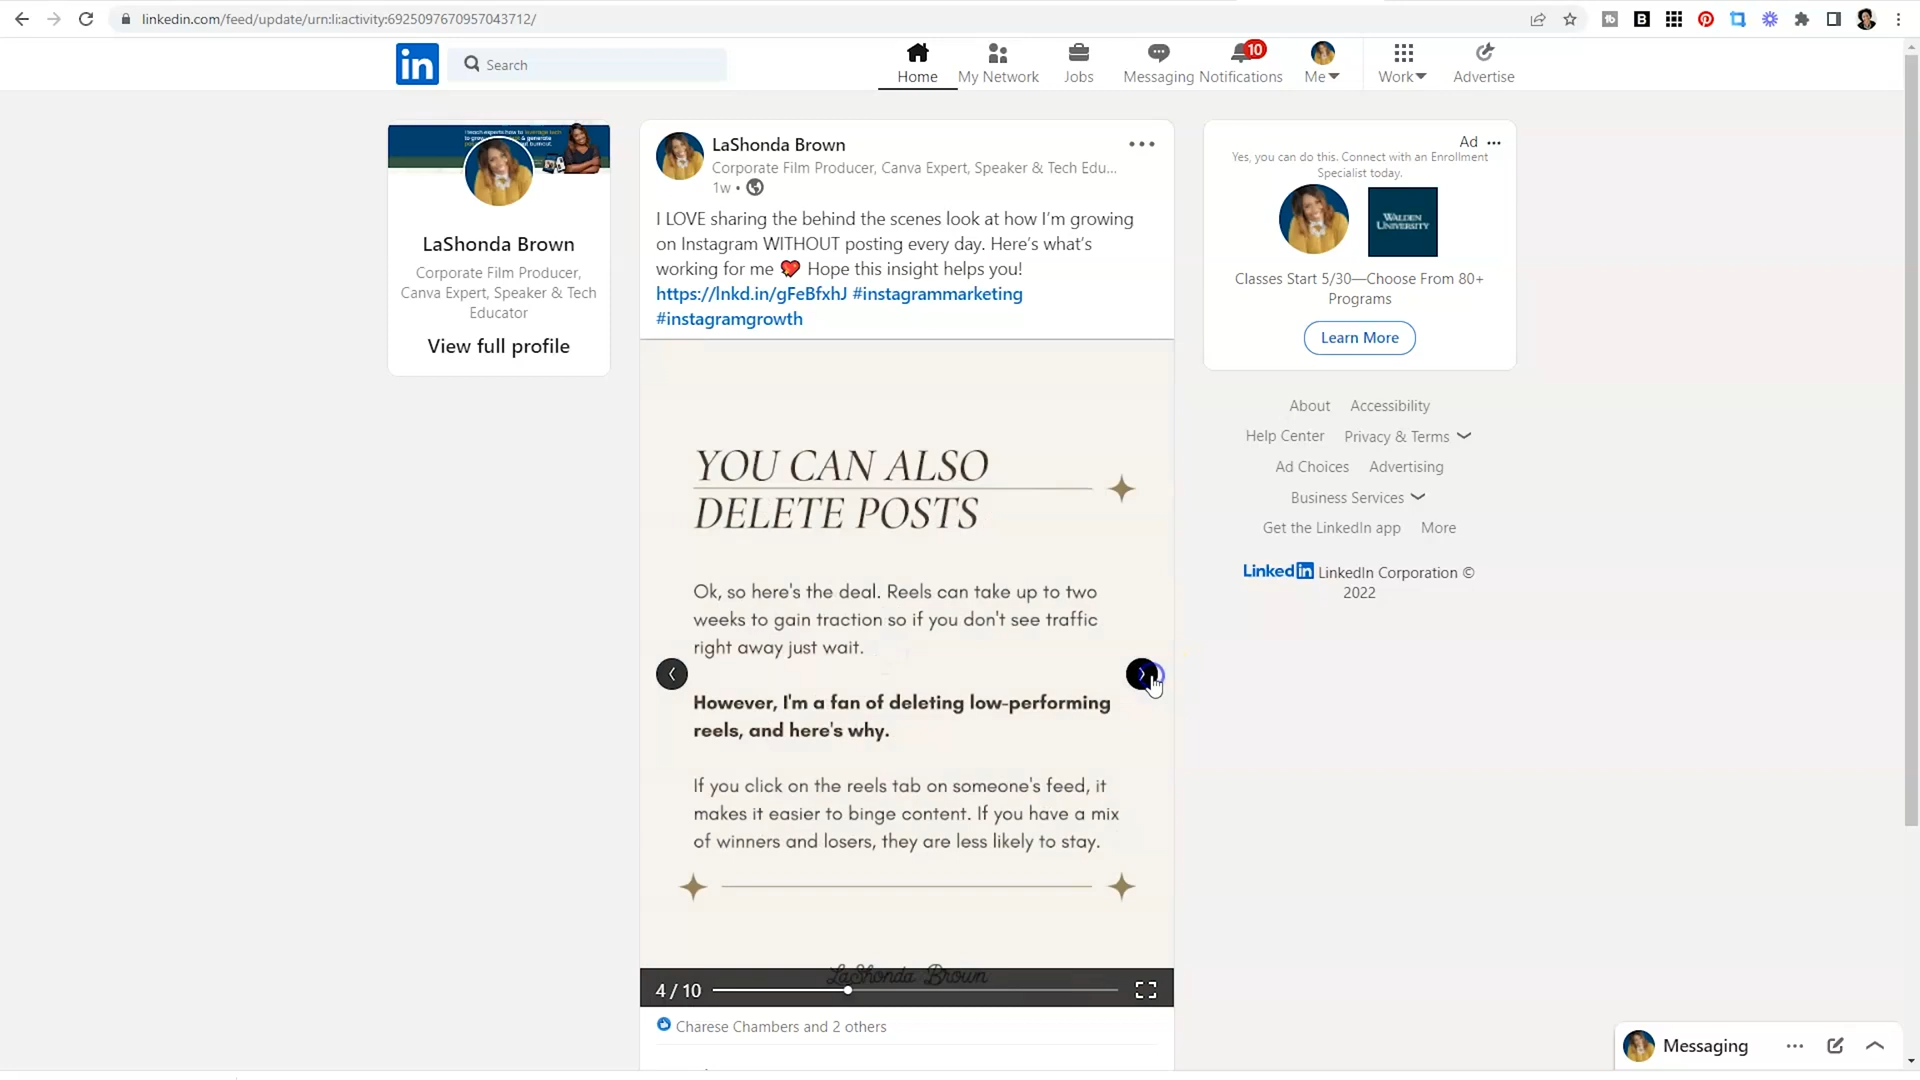 linkedin.com/feed/update/urn:li:activity:6925097670957043712/
in
Search
Home
My Network
Jobs
Messaging
Notifications
10
Me
Work
Advertise
LaShonda Brown
Corporate Film Producer,
Canva Expert, Speaker & Tech
Educator
View full profile
LaShonda Brown
Corporate Film Producer, Canva Expert, Speaker & Tech Edu...
1w •
I LOVE sharing the behind the scenes look at how I'm growing
on Instagram WITHOUT posting every day. Here's what's
working for me 💖 Hope this insight helps you!
https://lnkd.in/gFeBfxhJ #instagrammarketing
#instagramgrowth
YOU CAN ALSO
DELETE POSTS
Ok, so here's the deal. Reels can take up to two
weeks to gain traction so if you don't see traffic
right away just wait.
However, I'm a fan of deleting low-performing
reels, and here's why.
If you click on the reels tab on someone's feed, it
makes it easier to binge content. If you have a mix
of winners and losers, they are less likely to stay.
LaShonda Brown
4 / 10
Charese Chambers and 2 others
Ad ...
Yes, you can do this. Connect with an Enrollment
Specialist today.
WALDEN
UNIVERSITY
Classes Start 5/30—Choose From 80+
Programs
Learn More
About Accessibility
Help Center Privacy & Terms
Ad Choices Advertising
Business Services
Get the LinkedIn app More
LinkedIn LinkedIn Corporation ©
2022
Messaging